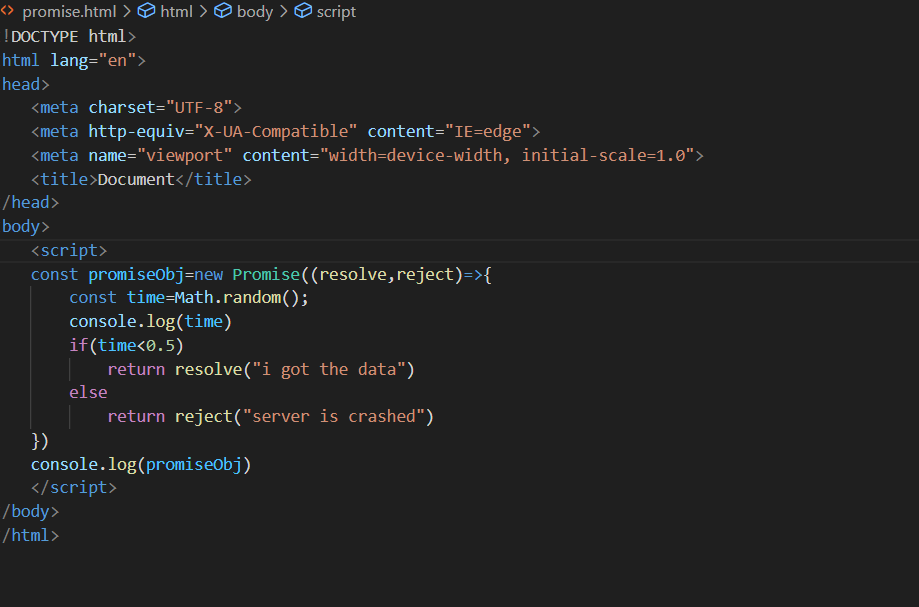 <> promise.html > html > body > script
!DOCTYPE html>
html lang="en">
head>
    <meta charset="UTF-8">
    <meta http-equiv="X-UA-Compatible" content="IE=edge">
    <meta name="viewport" content="width=device-width, initial-scale=1.0">
    <title>Document</title>
/head>
body>
    <script>
    const promiseObj=new Promise((resolve,reject)=>{
        const time=Math.random();
        console.log(time)
        if(time<0.5)
            return resolve("i got the data")
        else
            return reject("server is crashed")
    })
    console.log(promiseObj)
    </script>
/body>
/html>